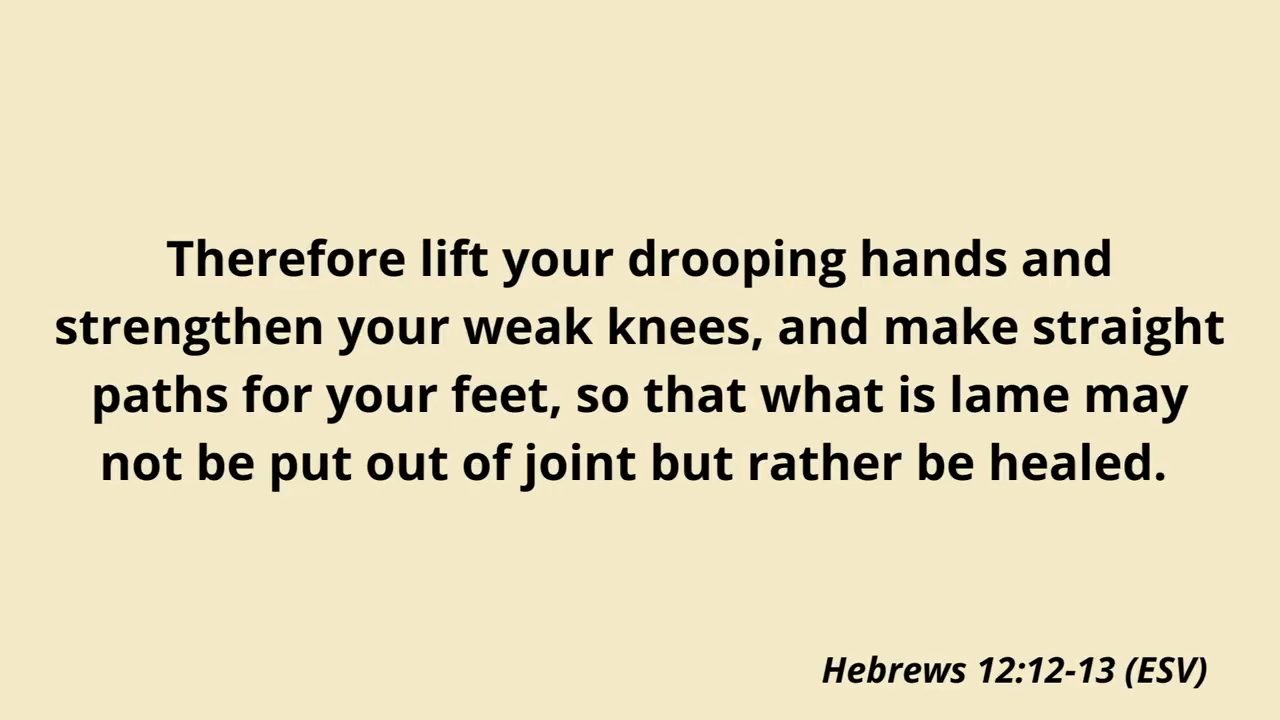 Therefore lift your drooping hands and
strengthen your weak knees, and make straight
paths for your feet, so that what is lame may
not be put out of joint but rather be healed.
Hebrews 12:12-13 (ESV)